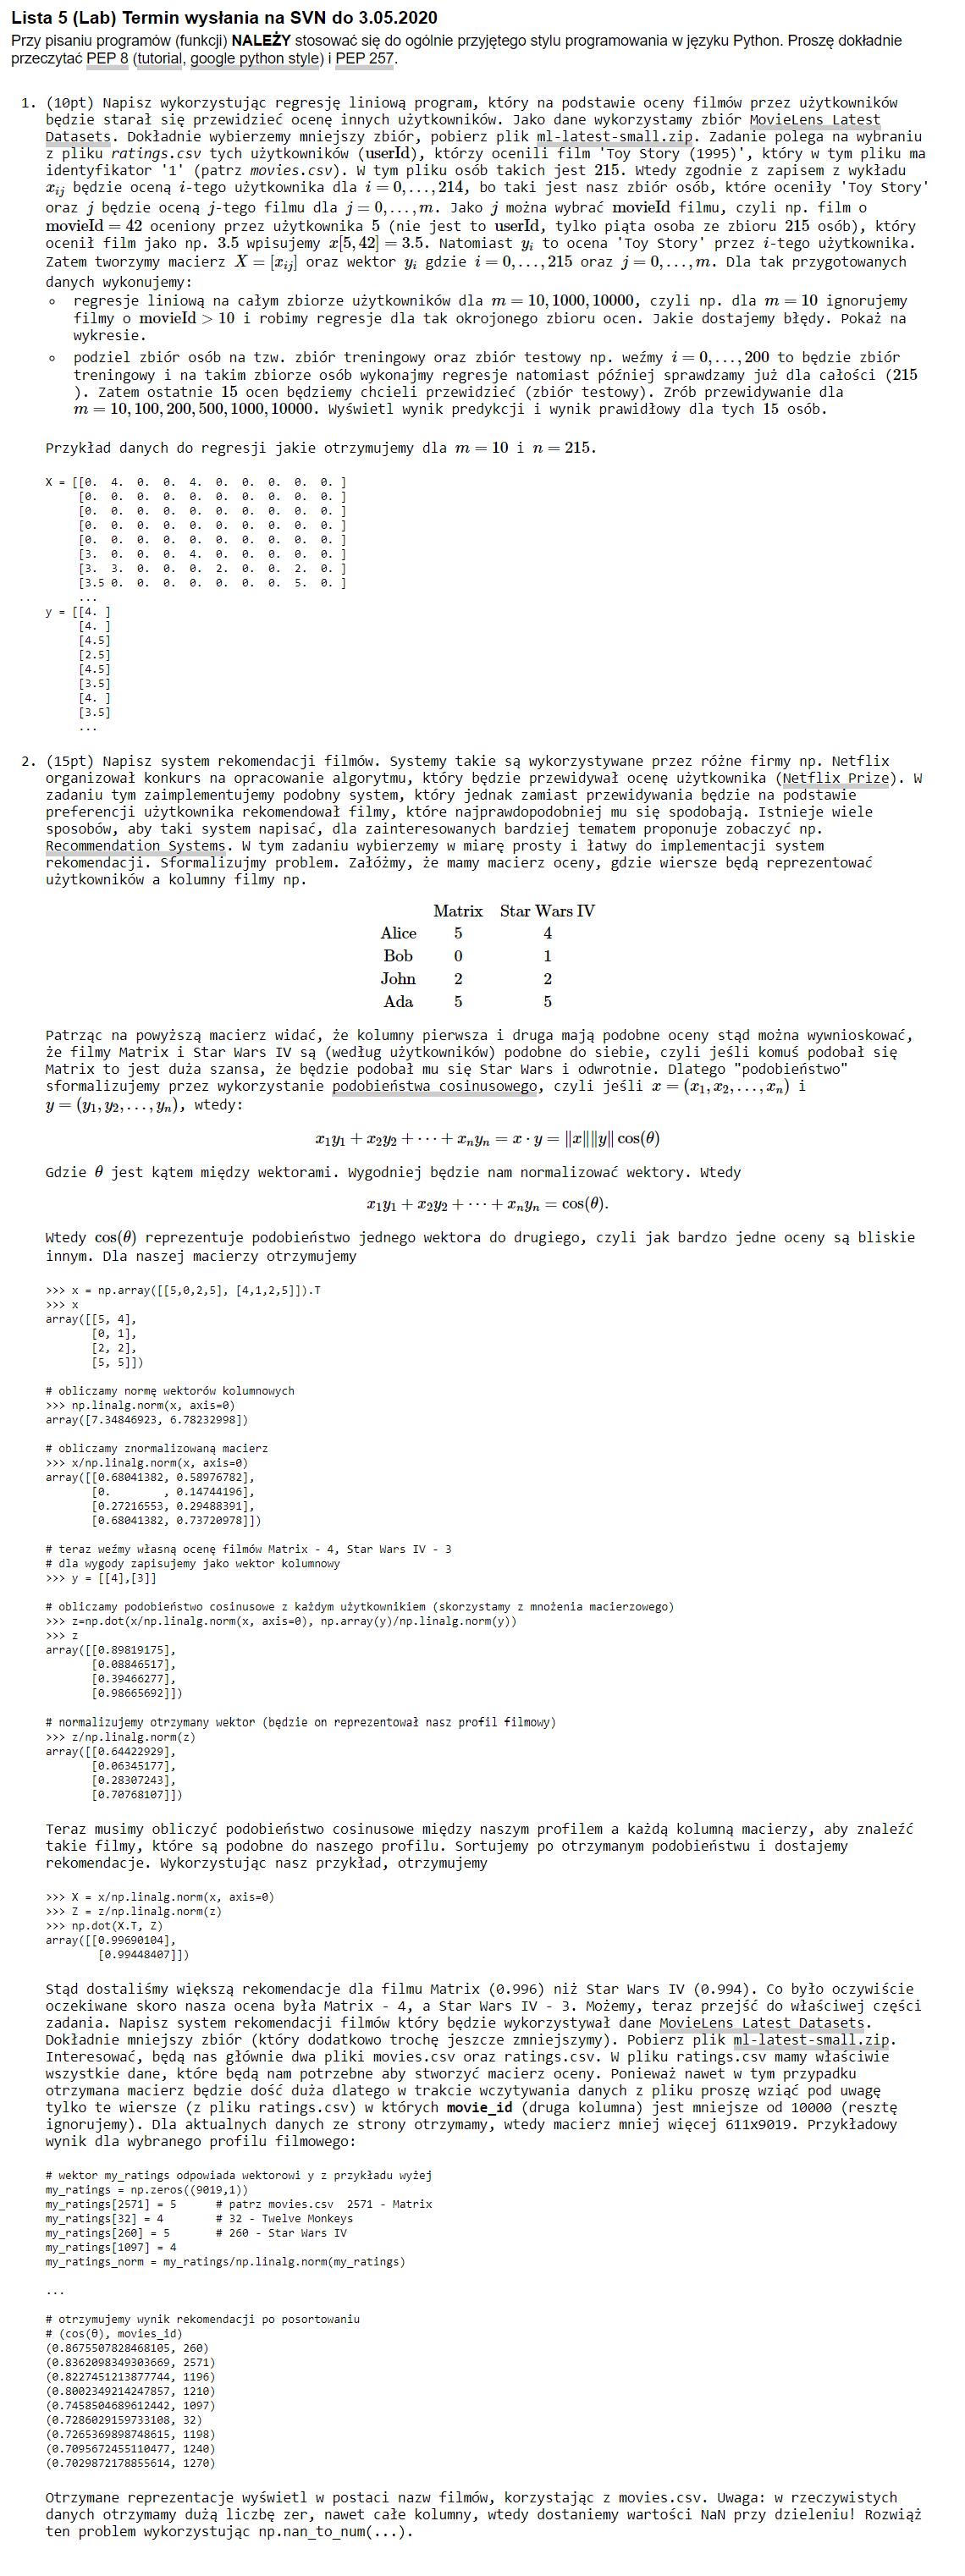 Lista 5 (Lab) Termin wysłania na SVN do 3.05.2020
Przy pisaniu programów (funkcji) NALEŻY stosować się do ogólnie przyjętego stylu programowania w języku Python. Proszę dokładnie
przeczytać PEP 8 (tutorial, google python style) i PEP 257.
1. (10pt) Napisz wykorzystując regresję liniową program, który na podstawie oceny filmów przez użytkowników
będzie starał się przewidzieć ocenę innych użytkowników. Jako dane wykorzystamy zbiór MovieLens Latest
Datasets. Dokładnie wybierzemy mniejszy zbiór, pobierz plik ml-latest-small.zip. Zadanie polega na wybraniu
z pliku ratings.csv tych użytkowników (userId), którzy ocenili film 'Toy Story (1995)', który w tym pliku ma
identyfikator '1' (patrz movies.csv). W tym pliku osób takich jest 215. Wtedy zgodnie z zapisem z wykładu
x_{ij} będzie oceną i-tego użytkownika dla i = 0, …, 214, bo taki jest nasz zbiór osób, które oceniły 'Toy Story'
oraz j będzie oceną j-tego filmu dla j = 0, …, m. Jako j można wybrać movieId filmu, czyli np. film o
movieId = 42 oceniony przez użytkownika 5 (nie jest to userId, tylko piąta osoba ze zbioru 215 osób), który
ocenił film jako np. 3.5 wpisujemy x[5, 42] = 3.5. Natomiast y_i to ocena 'Toy Story' przez i-tego użytkownika.
Zatem tworzymy macierz X = [x_{ij}] oraz wektor y_i gdzie i = 0, …, 215 oraz j = 0, …, m. Dla tak przygotowanych
danych wykonujemy:
◦ regresje liniową na całym zbiorze użytkowników dla m = 10, 1000, 10000, czyli np. dla m = 10 ignorujemy
filmy o movieId > 10 i robimy regresje dla tak okrojonego zbioru ocen. Jakie dostajemy błędy. Pokaż na
wykresie.
◦ podziel zbiór osób na tzw. zbiór treningowy oraz zbiór testowy np. weźmy i = 0, …, 200 to będzie zbiór
treningowy i na takim zbiorze osób wykonajmy regresje natomiast później sprawdzamy już dla całości (215
). Zatem ostatnie 15 ocen będziemy chcieli przewidzieć (zbiór testowy). Zrób przewidywanie dla
m = 10, 100, 200, 500, 1000, 10000. Wyświetl wynik predykcji i wynik prawidłowy dla tych 15 osób.
Przykład danych do regresji jakie otrzymujemy dla m = 10 i n = 215.
X = [[0. 4. 0. 0. 4. 0. 0. 0. 0. 0. ]
[0. 0. 0. 0. 0. 0. 0. 0. 0. 0. ]
[0. 0. 0. 0. 0. 0. 0. 0. 0. 0. ]
[0. 0. 0. 0. 0. 0. 0. 0. 0. 0. ]
[0. 0. 0. 0. 0. 0. 0. 0. 0. 0. ]
[3. 0. 0. 0. 4. 0. 0. 0. 0. 0. ]
[3. 3. 0. 0. 0. 2. 0. 0. 2. 0. ]
[3.5 0. 0. 0. 0. 0. 0. 0. 5. 0. ]
...
y = [[4. ]
[4. ]
[4.5]
[2.5]
[4.5]
[3.5]
[4. ]
[3.5]
...
2. (15pt) Napisz system rekomendacji filmów. Systemy takie są wykorzystywane przez różne firmy np. Netflix
organizował konkurs na opracowanie algorytmu, który będzie przewidywał ocenę użytkownika (Netflix Prize). W
zadaniu tym zaimplementujemy podobny system, który jednak zamiast przewidywania będzie na podstawie
preferencji użytkownika rekomendował filmy, które najprawdopodobniej mu się spodobają. Istnieje wiele
sposobów, aby taki system napisać, dla zainteresowanych bardziej tematem proponuje zobaczyć np.
Recommendation Systems. W tym zadaniu wybierzemy w miarę prosty i łatwy do implementacji system
rekomendacji. Sformalizujmy problem. Załóżmy, że mamy macierz oceny, gdzie wiersze będą reprezentować
użytkowników a kolumny filmy np.
Matrix Star Wars IV
Alice 5 4
Bob 0 1
John 2 2
Ada 5 5
Patrząc na powyższą macierz widać, że kolumny pierwsza i druga mają podobne oceny stąd można wywnioskować,
że filmy Matrix i Star Wars IV są (według użytkowników) podobne do siebie, czyli jeśli komuś podobał się
Matrix to jest duża szansa, że będzie podobał mu się Star Wars i odwrotnie. Dlatego "podobieństwo"
sformalizujemy przez wykorzystanie podobieństwa cosinusowego, czyli jeśli x = (x_1, x_2, …, x_n) i
y = (y_1, y_2, …, y_n), wtedy:
x_1y_1 + x_2y_2 + ⋯ + x_ny_n = x · y = ‖x‖‖y‖ cos(θ)
Gdzie θ jest kątem między wektorami. Wygodniej będzie nam normalizować wektory. Wtedy
x_1y_1 + x_2y_2 + ⋯ + x_ny_n = cos(θ).
Wtedy cos(θ) reprezentuje podobieństwo jednego wektora do drugiego, czyli jak bardzo jedne oceny są bliskie
innym. Dla naszej macierzy otrzymujemy
>>> x = np.array([[5,0,2,5], [4,1,2,5]]).T
>>> x
array([[5, 4],
[0, 1],
[2, 2],
[5, 5]])
# obliczamy normę wektorów kolumnowych
>>> np.linalg.norm(x, axis=0)
array([7.34846923, 6.78232998])
# obliczamy znormalizowaną macierz
>>> x/np.linalg.norm(x, axis=0)
array([[0.68041382, 0.58976782],
[0. , 0.14744196],
[0.27216553, 0.29488391],
[0.68041382, 0.73720978]])
# teraz weźmy własną ocenę filmów Matrix - 4, Star Wars IV - 3
# dla wygody zapisujemy jako wektor kolumnowy
>>> y = [[4],[3]]
# obliczamy podobieństwo cosinusowe z każdym użytkownikiem (skorzystamy z mnożenia macierzowego)
>>> z=np.dot(x/np.linalg.norm(x, axis=0), np.array(y)/np.linalg.norm(y))
>>> z
array([[0.89819175],
[0.08846517],
[0.39466277],
[0.98665692]])
# normalizujemy otrzymany wektor (będzie on reprezentował nasz profil filmowy)
>>> z/np.linalg.norm(z)
array([[0.64422929],
[0.06345177],
[0.28307243],
[0.70768107]])
Teraz musimy obliczyć podobieństwo cosinusowe między naszym profilem a każdą kolumną macierzy, aby znaleźć
takie filmy, które są podobne do naszego profilu. Sortujemy po otrzymanym podobieństwu i dostajemy
rekomendacje. Wykorzystując nasz przykład, otrzymujemy
>>> X = x/np.linalg.norm(x, axis=0)
>>> Z = z/np.linalg.norm(z)
>>> np.dot(X.T, Z)
array([[0.99690104],
[0.99448407]])
Stąd dostaliśmy większą rekomendacje dla filmu Matrix (0.996) niż Star Wars IV (0.994). Co było oczywiście
oczekiwane skoro nasza ocena była Matrix - 4, a Star Wars IV - 3. Możemy, teraz przejść do właściwej części
zadania. Napisz system rekomendacji filmów który będzie wykorzystywał dane MovieLens Latest Datasets.
Dokładnie mniejszy zbiór (który dodatkowo trochę jeszcze zmniejszymy). Pobierz plik ml-latest-small.zip.
Interesować, będą nas głównie dwa pliki movies.csv oraz ratings.csv. W pliku ratings.csv mamy właściwie
wszystkie dane, które będą nam potrzebne aby stworzyć macierz oceny. Ponieważ nawet w tym przypadku
otrzymana macierz będzie dość duża dlatego w trakcie wczytywania danych z pliku proszę wziąć pod uwagę
tylko te wiersze (z pliku ratings.csv) w których movie_id (druga kolumna) jest mniejsze od 10000 (resztę
ignorujemy). Dla aktualnych danych ze strony otrzymamy, wtedy macierz mniej więcej 611x9019. Przykładowy
wynik dla wybranego profilu filmowego:
# wektor my_ratings odpowiada wektorowi y z przykładu wyżej
my_ratings = np.zeros((9019,1))
my_ratings[2571] = 5 # patrz movies.csv 2571 - Matrix
my_ratings[32] = 4 # 32 - Twelve Monkeys
my_ratings[260] = 5 # 260 - Star Wars IV
my_ratings[1097] = 4
my_ratings_norm = my_ratings/np.linalg.norm(my_ratings)
...
# otrzymujemy wynik rekomendacji po posortowaniu
# (cos(θ), movies_id)
(0.8675507828468105, 260)
(0.8362098349303669, 2571)
(0.8227451213877744, 1196)
(0.8002349214247857, 1210)
(0.7458504689612442, 1097)
(0.7286029159733108, 32)
(0.7265369898748615, 1198)
(0.7095672455110477, 1240)
(0.7029872178855614, 1270)
Otrzymane reprezentacje wyświetl w postaci nazw filmów, korzystając z movies.csv. Uwaga: w rzeczywistych
danych otrzymamy dużą liczbę zer, nawet całe kolumny, wtedy dostaniemy wartości NaN przy dzieleniu! Rozwiąż
ten problem wykorzystując np.nan_to_num(...).